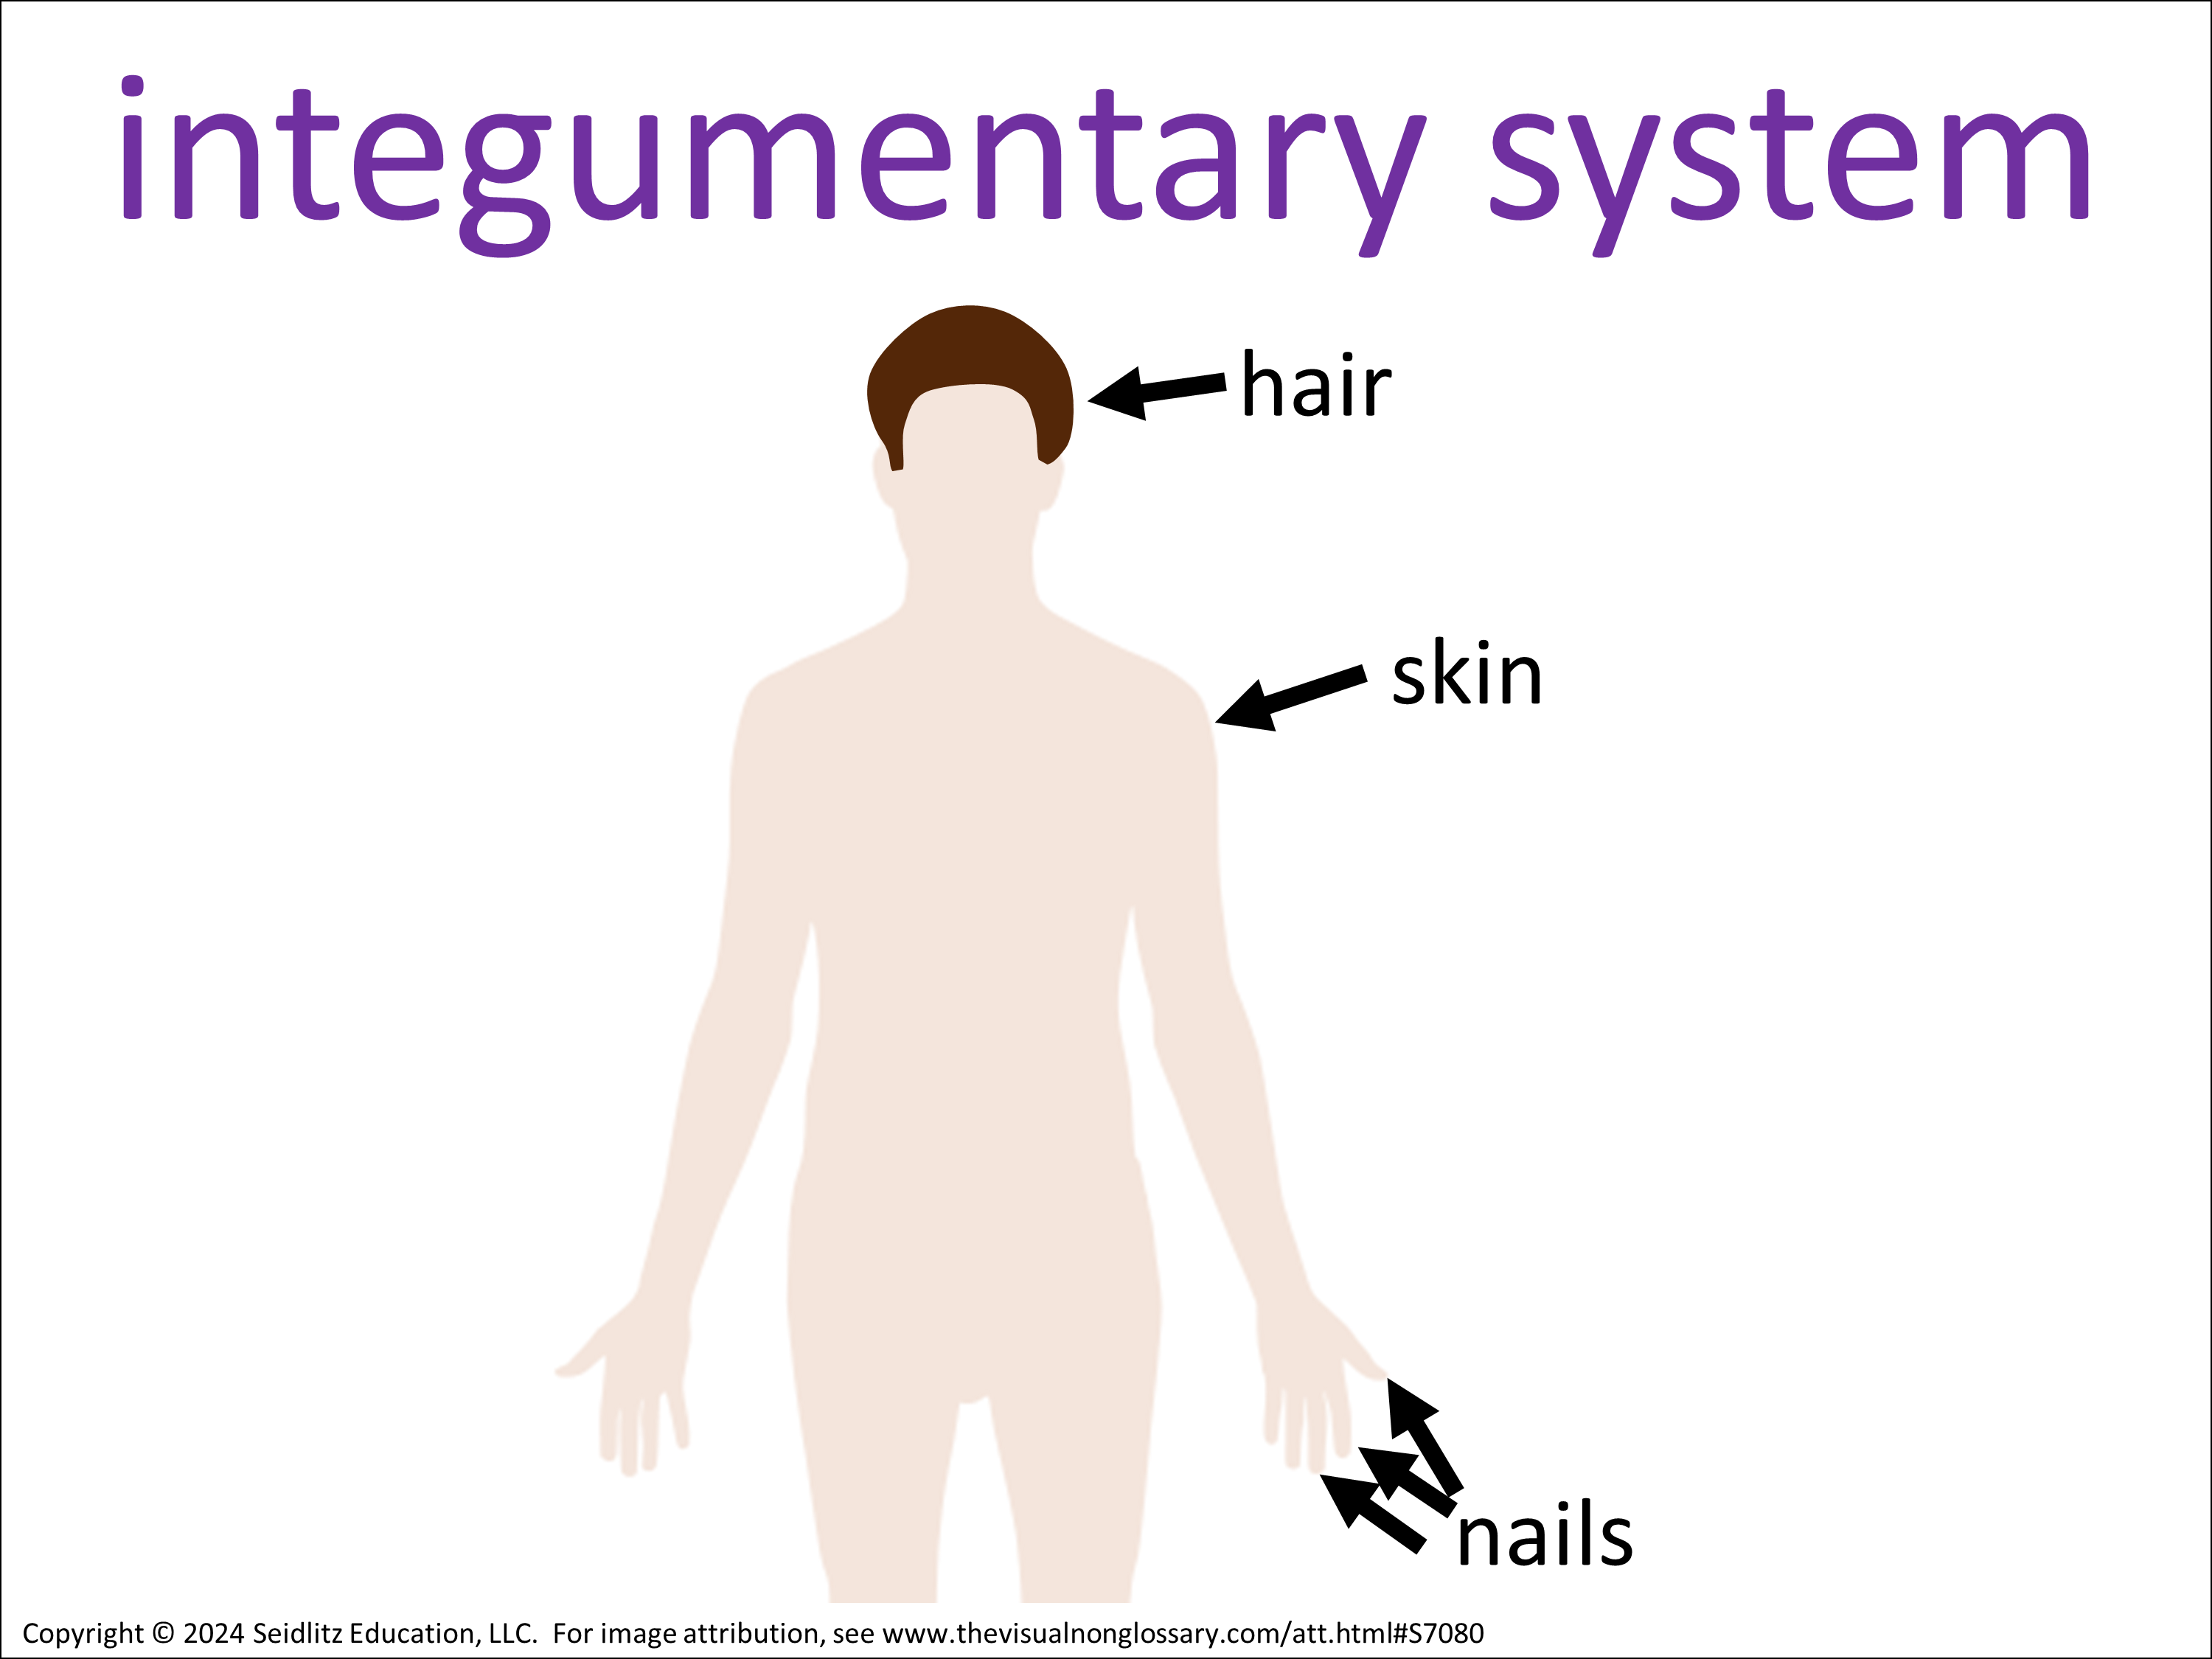 integumentary system
hair
skin
nails
Copyright © 2024 Seidlitz Education, LLC.  For image attribution, see www.thevisualnonglossary.com/att.html#S7080